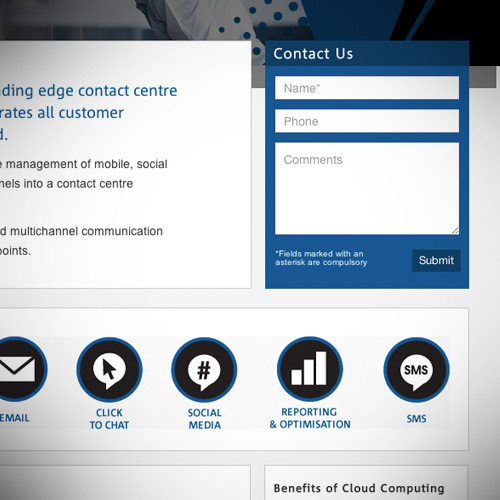 Contact Us
ding edge contact centre
rates all customer
d.
e management of mobile, social
nels into a contact centre
d multichannel communication
points.
Name*
Phone
Comments
*Fields marked with an
asterisk are compulsory
Submit
#
SMS
EMAIL
CLICK
TO CHAT
SOCIAL
MEDIA
REPORTING
& OPTIMISATION
SMS
Benefits of Cloud Computing